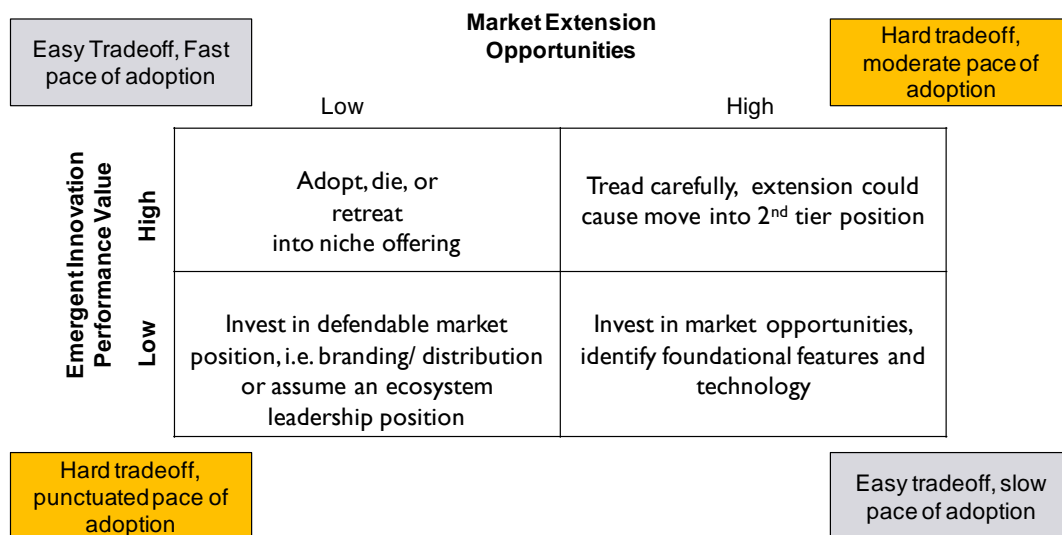 Market Extension
Opportunities
Easy Tradeoff, Fast
pace of adoption
Hard tradeoff,
moderate pace of
adoption
Low
High
Emergent Innovation
Performance Value
High
Adopt, die, or
retreat
into niche offering
Tread carefully, extension could
cause move into 2nd tier position
Low
Invest in defendable market
position, i.e. branding/ distribution
or assume an ecosystem
leadership position
Invest in market opportunities,
identify foundational features and
technology
Hard tradeoff,
punctuated pace of
adoption
Easy tradeoff, slow
pace of adoption